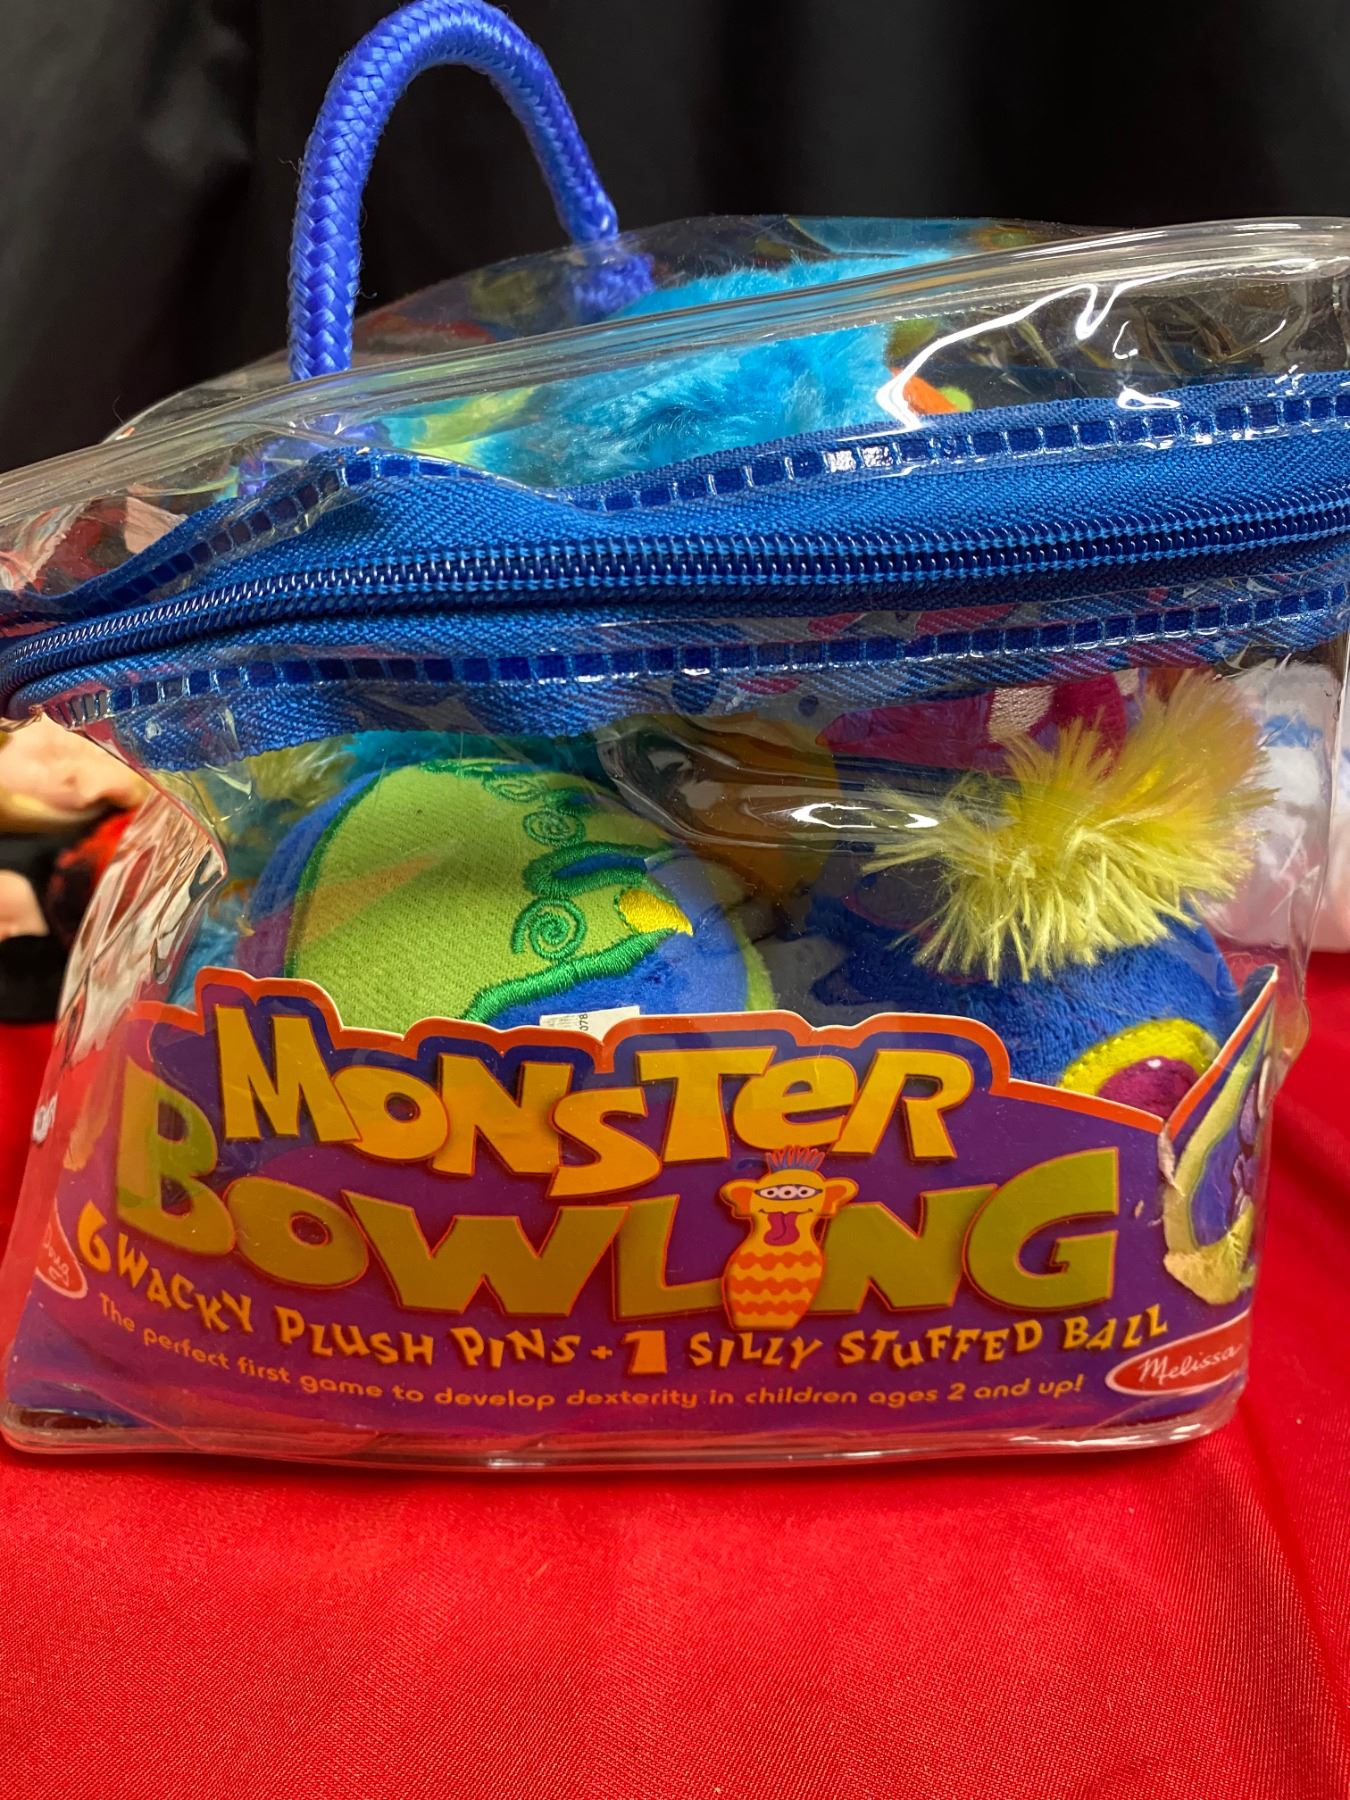 MONSTER
BOWLING
6 WACKY PLUSH PINS + 1 SILLY STUFFED BALL
The perfect first game to develop dexterity in children ages 2 and up!
Melissa